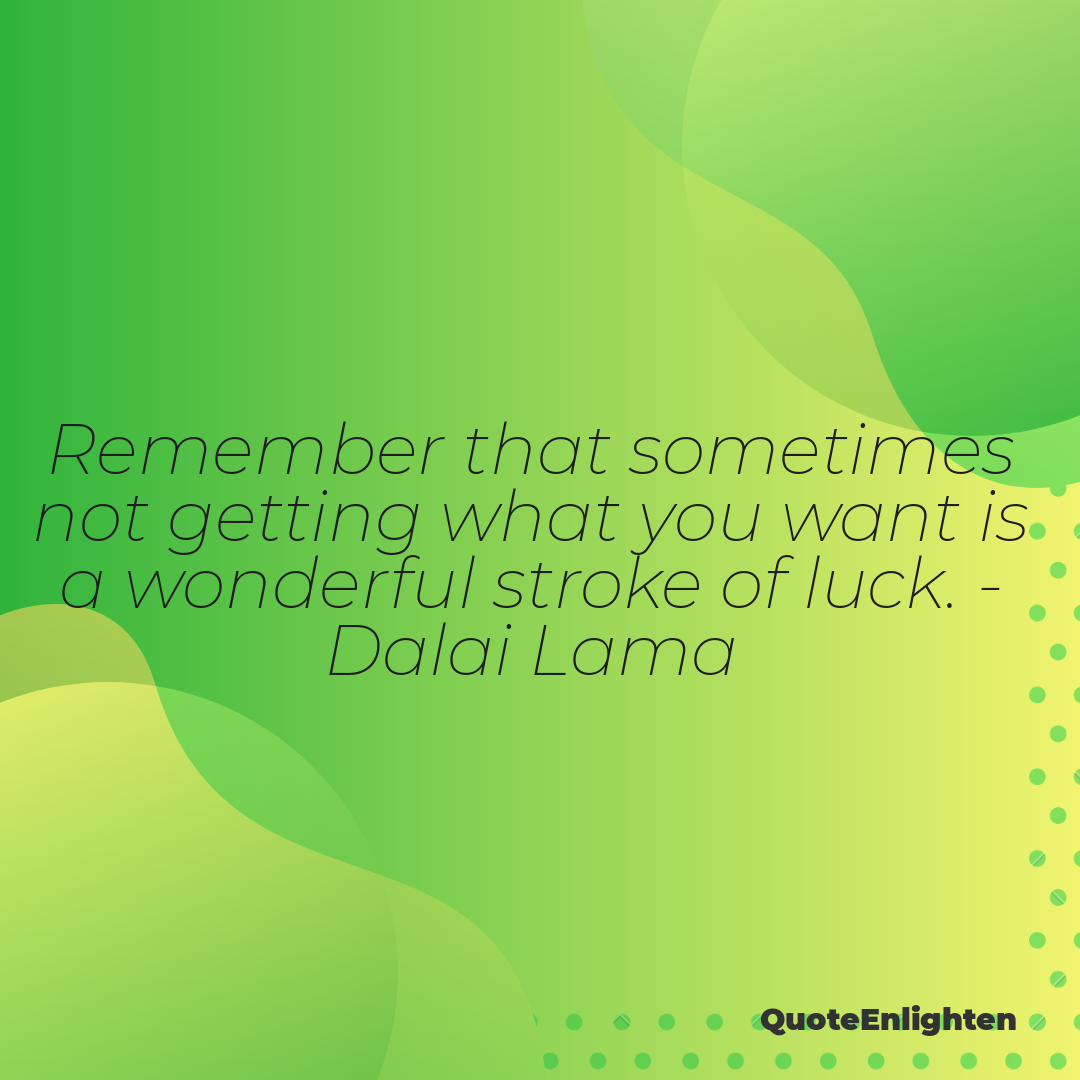 Remember that sometimes
not getting what you want is
a wonderful stroke of luck. -
Dalai Lama
QuoteEnlighten